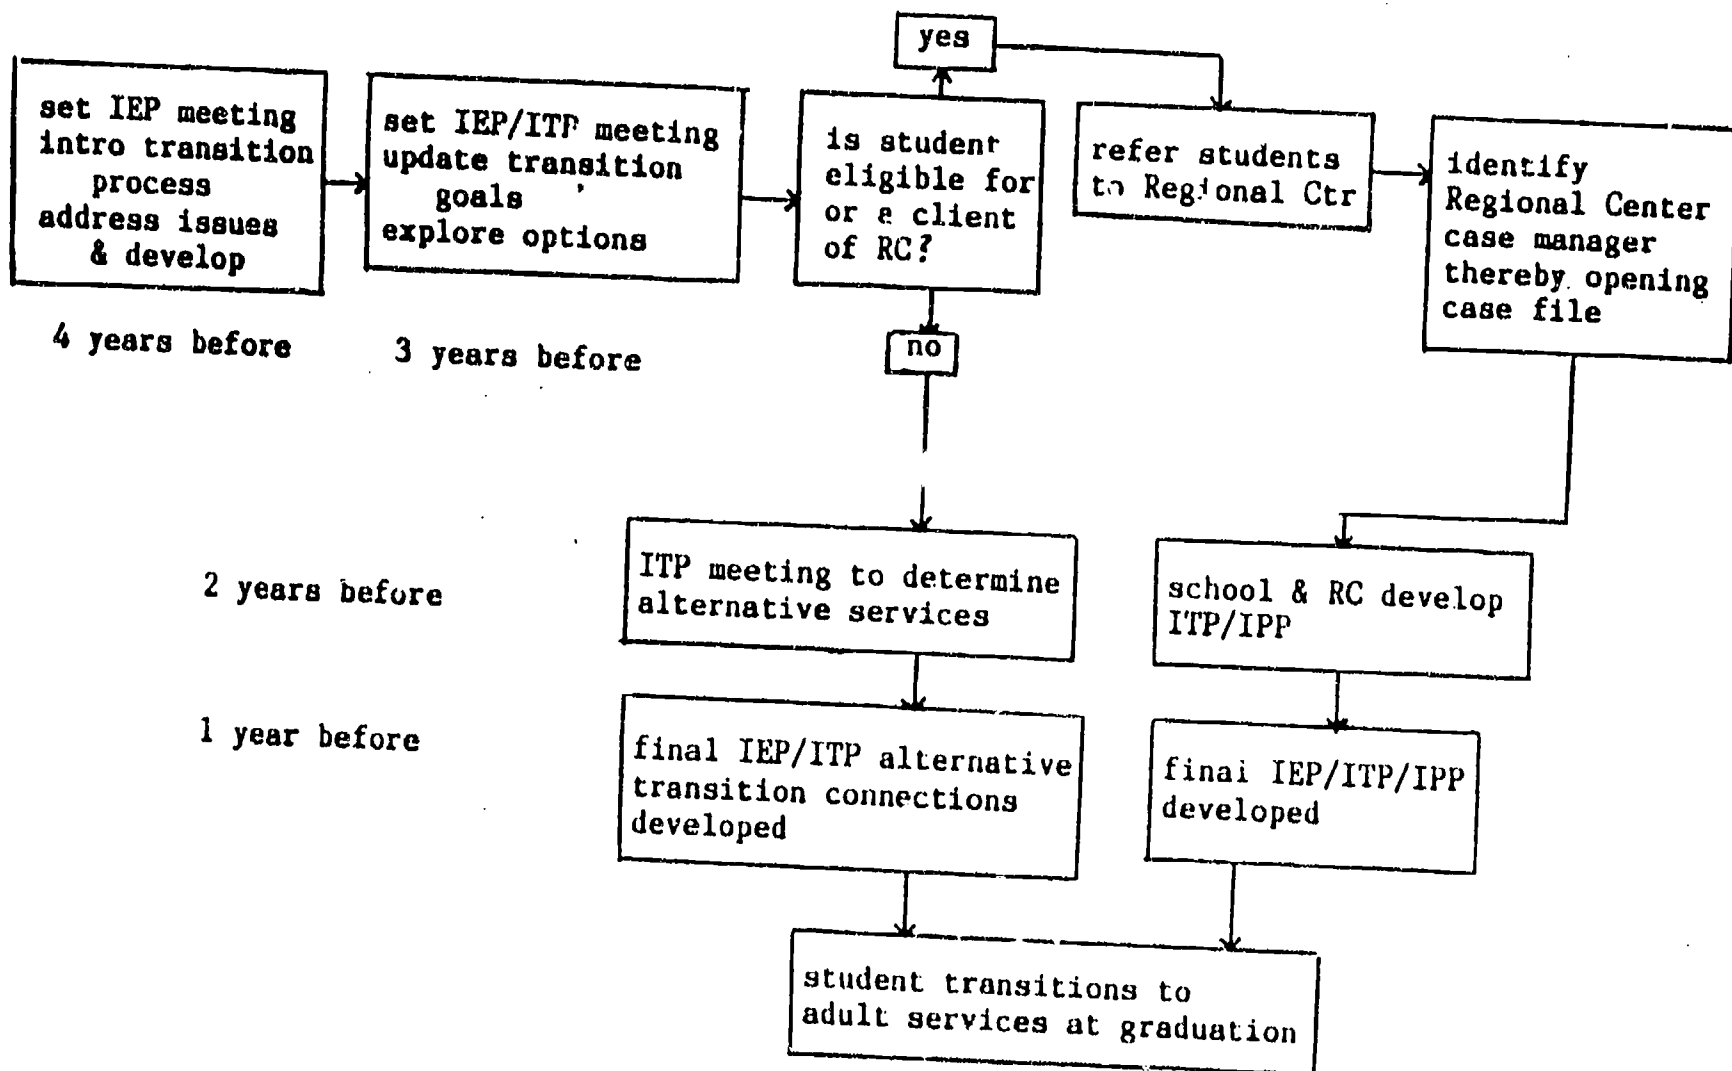 yes
set IEP meeting
intro transition
process
address issues
& develop
set IEP/ITP meeting
update transition
goals
explore options
is student
eligible for
or a client
of RC?
refer students
to Regional Ctr
identify
Regional Center
case manager
thereby opening
case file
4 years before
3 years before
no
2 years before
ITP meeting to determine
alternative services
school & RC develop
ITP/IPP
1 year before
final IEP/ITP alternative
transition connections
developed
final IEP/ITP/IPP
developed
student transitions to
adult services at graduation